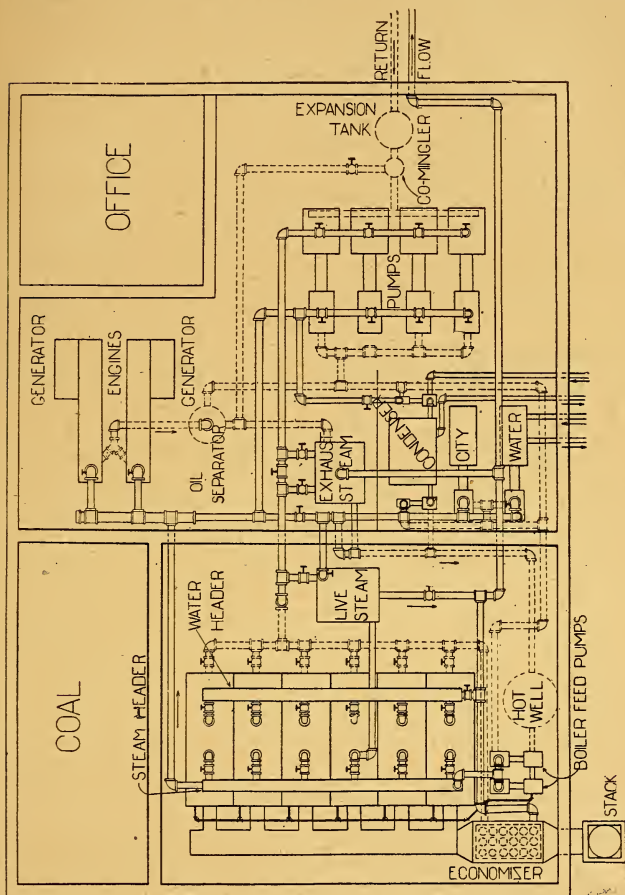 RETURN
FLOW
EXPANSION
TANK
CO-MINGLER
OFFICE
PUMPS
GENERATOR
ENGINES
GENERATOR
OIL
SEPARATOR
EXHAUST
STEAM
CONDENSER
CITY
WATER
COAL
STEAM HEADER
WATER
HEADER
LIVE
STEAM
HOT
WELL
BOILER FEED PUMPS
ECONOMIZER
STACK